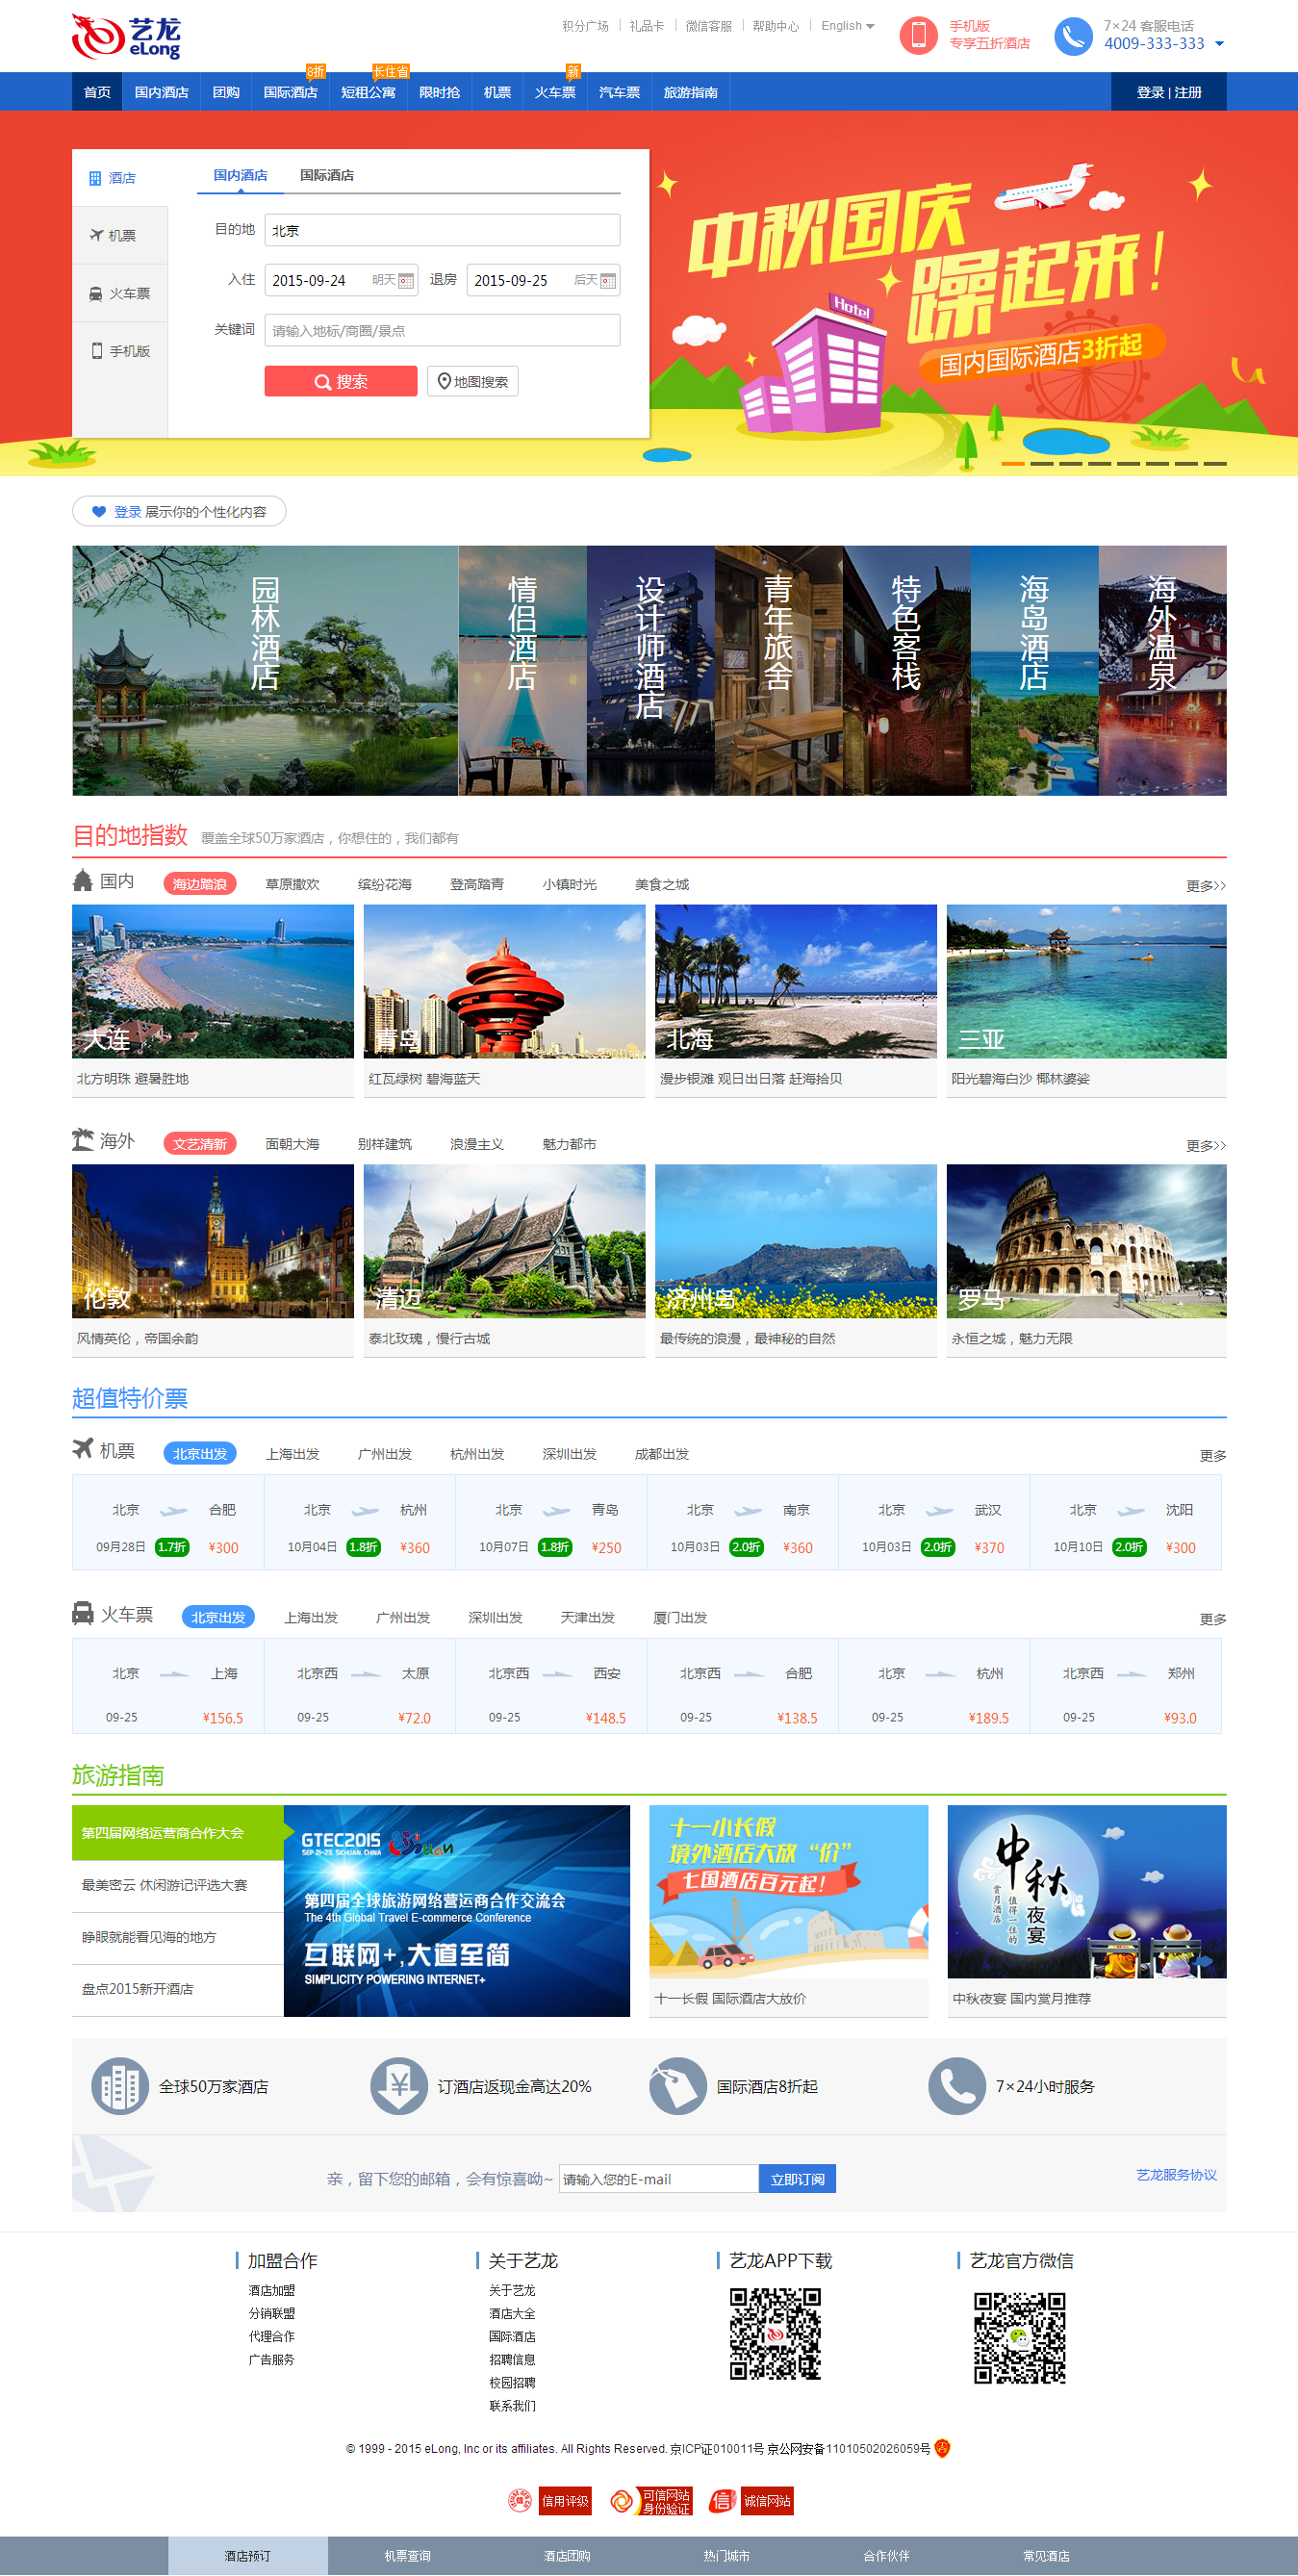 艺龙
eLong
积分广场 礼品卡 微信客服 帮助中心 English
手机版
专享五折酒店
7×24 客服电话
4009-333-333
8折 长住省 新
首页 国内酒店 团购 国际酒店 短租公寓 限时抢 机票 火车票 汽车票 旅游指南 登录 | 注册
酒店
机票
火车票
手机版
国内酒店 国际酒店
目的地 北京
入住 2015-09-24 明天 退房 2015-09-25 后天
关键词 请输入地标/商圈/景点
搜索 地图搜索
中秋国庆
躁起来!
Hotel
国内国际酒店3折起
登录 展示你的个性化内容
园林酒店
情侣酒店
设计师酒店
青年旅舍
特色客栈
海岛酒店
海外温泉
目的地指数 覆盖全球50万家酒店，你想住的，我们都有
国内 海边踏浪 草原撒欢 缤纷花海 登高踏青 小镇时光 美食之城 更多>>
大连 青岛 北海 三亚
北方明珠 避暑胜地 红瓦绿树 碧海蓝天 漫步银滩 观日出日落 赶海拾贝 阳光碧海白沙 椰林婆娑
海外 文艺清新 面朝大海 别样建筑 浪漫主义 魅力都市 更多>>
伦敦 清迈 济州岛 罗马
风情英伦，帝国余韵 泰北玫瑰，慢行古城 最传统的浪漫，最神秘的自然 永恒之城，魅力无限
超值特价票
机票 北京出发 上海出发 广州出发 杭州出发 深圳出发 成都出发 更多
北京 合肥 北京 杭州 北京 青岛 北京 南京 北京 武汉 北京 沈阳
09月28日 1.7折 ¥300 10月04日 1.8折 ¥360 10月07日 1.8折 ¥250 10月03日 2.0折 ¥360 10月03日 2.0折 ¥370 10月10日 2.0折 ¥300
火车票 北京出发 上海出发 广州出发 深圳出发 天津出发 厦门出发 更多
北京 上海 北京西 太原 北京西 西安 北京西 合肥 北京 杭州 北京西 郑州
09-25 ¥156.5 09-25 ¥72.0 09-25 ¥148.5 09-25 ¥138.5 09-25 ¥189.5 09-25 ¥93.0
旅游指南
第四届网络运营商合作大会
最美密云 休闲游记评选大赛
睁眼就能看见海的地方
盘点2015新开酒店
GTEC2015
SEP 21-23, SICHUAN, CHINA
第四届全球旅游网络营运商合作交流会
The 4th Global Travel E-commerce Conference
互联网+, 大道至简
SIMPLICITY POWERING INTERNET+
十一小长假
境外酒店大放“价”
七国酒店百元起!
十一长假 国际酒店大放价
中秋
夜宴
值得一住的
赏月酒店
中秋夜宴 国内赏月推荐
全球50万家酒店 订酒店返现金高达20% 国际酒店8折起 7×24小时服务
亲，留下您的邮箱，会有惊喜呦~ 请输入您的E-mail 立即订阅 艺龙服务协议
加盟合作
酒店加盟
分销联盟
代理合作
广告服务
关于艺龙
关于艺龙
酒店大全
国际酒店
招聘信息
校园招聘
联系我们
艺龙APP下载
艺龙官方微信
© 1999 - 2015 eLong, Inc or its affiliates. All Rights Reserved. 京ICP证010011号 京公网安备11010502026059号
信用评级 可信网站
身份验证 诚信网站
酒店预订 机票查询 酒店团购 热门城市 合作伙伴 常见酒店